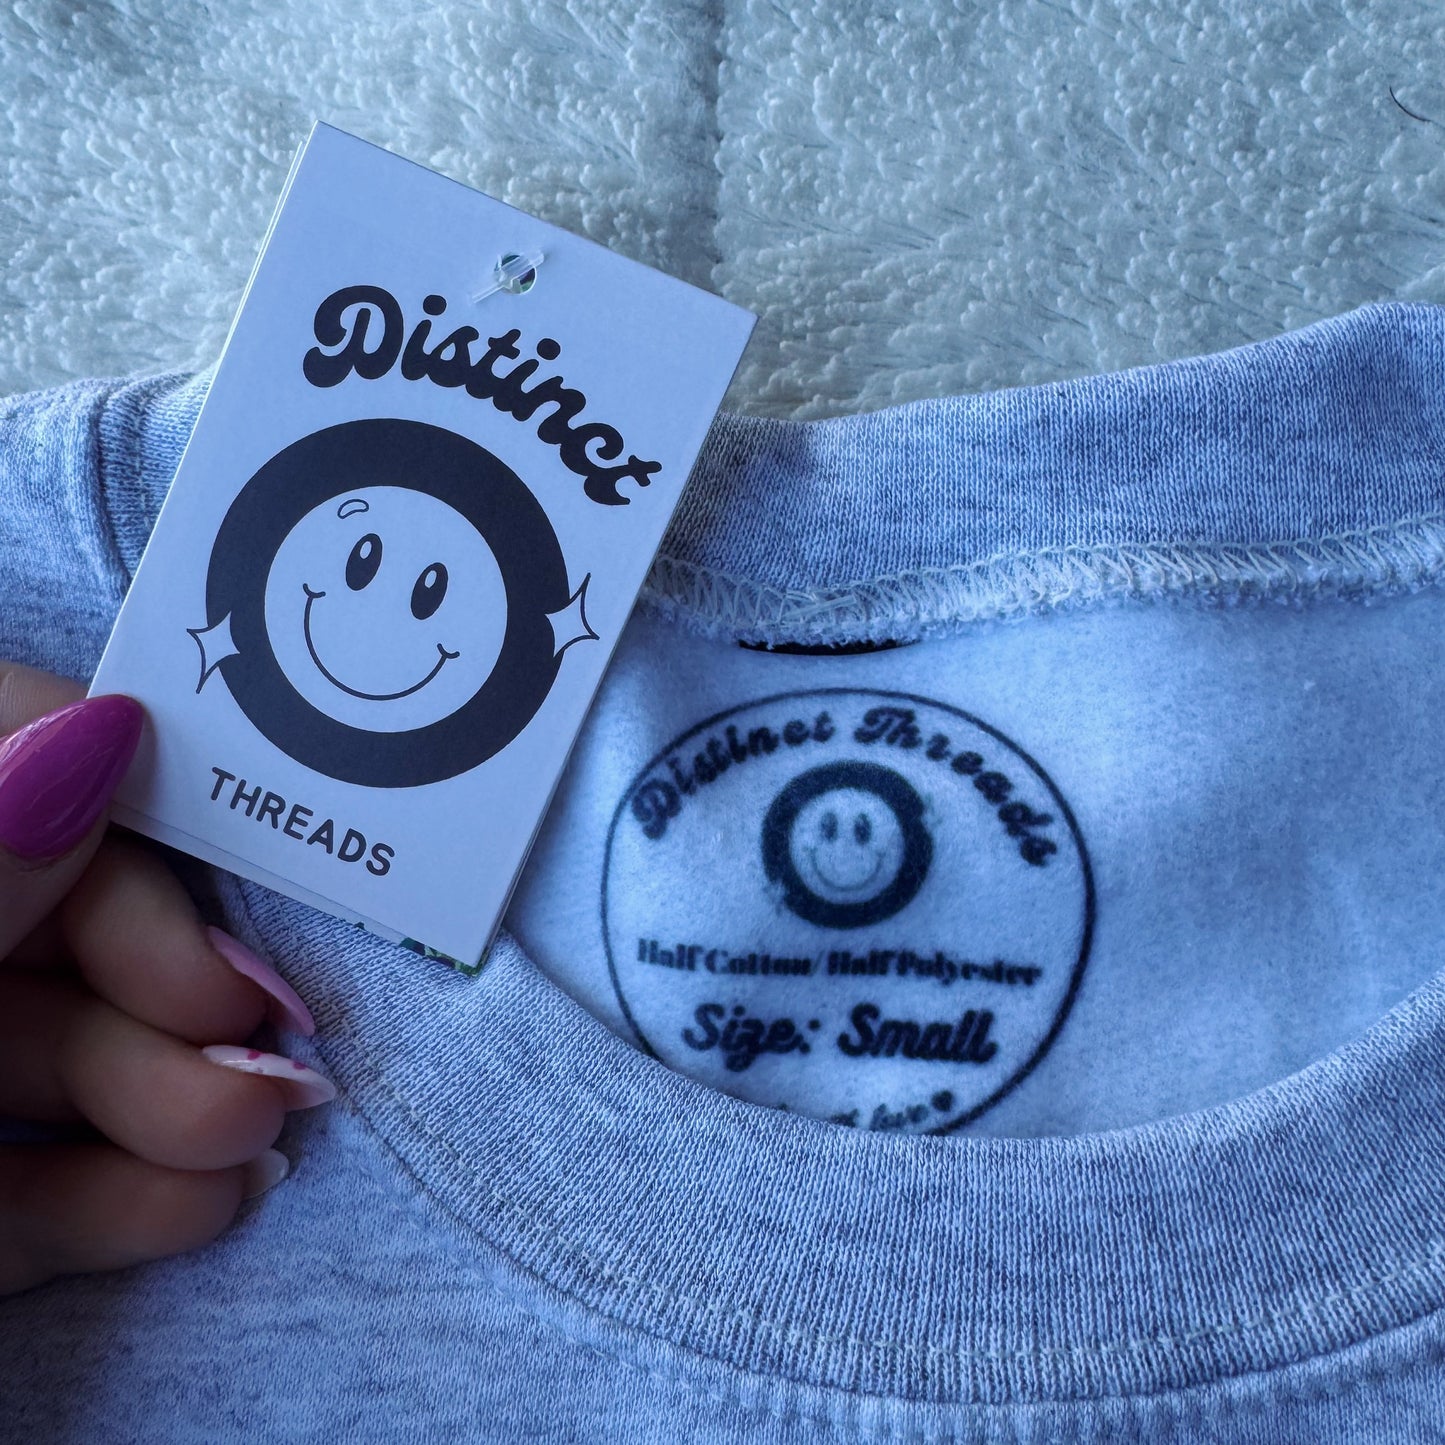 Distinct
THREADS
Distinct Threads
Half Cotton/Half Polyester
Size: Small